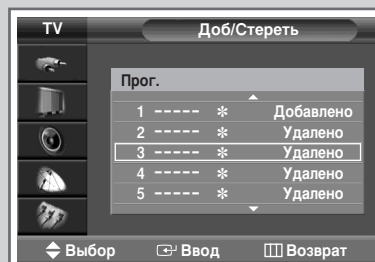 TV Доб/Стереть
Прог.
1 ----- ✻ Добавлено
2 ----- ✻ Удалено
3 ----- ✻ Удалено
4 ----- ✻ Удалено
5 ----- ✻ Удалено
Выбор Ввод Возврат